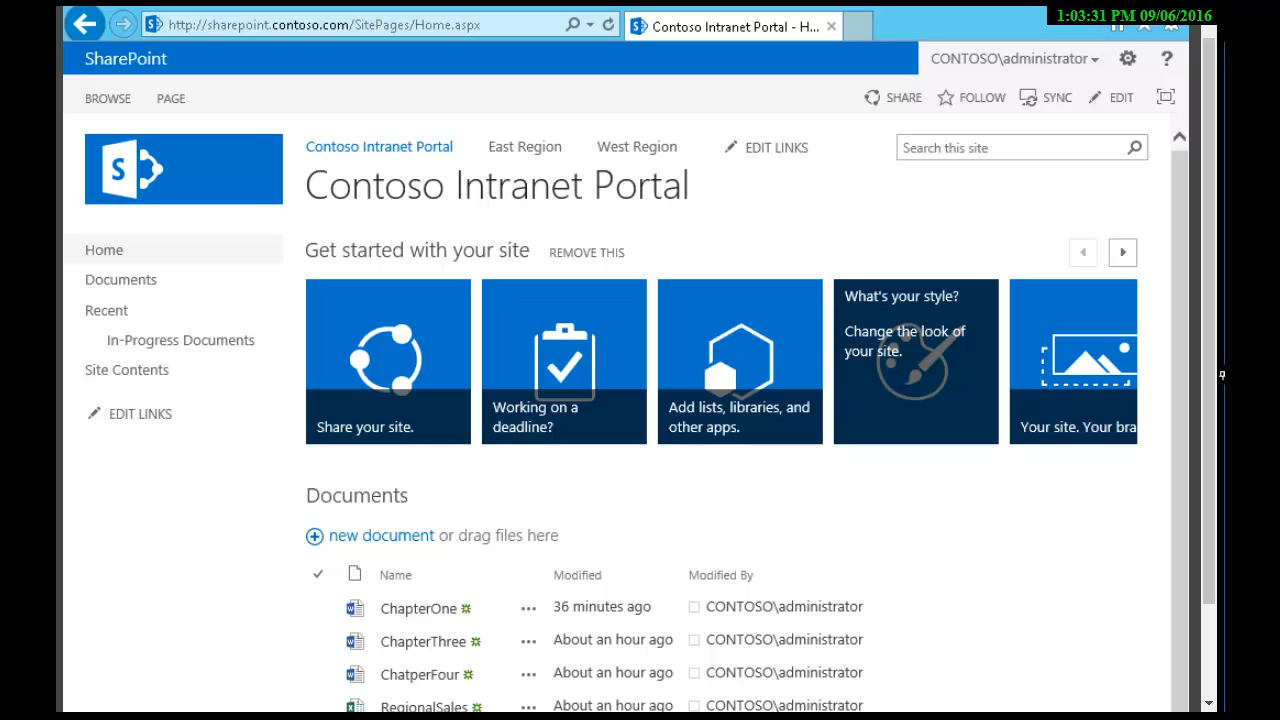 1:03:31 PM 09/06/2016
http://sharepoint.contoso.com/SitePages/Home.aspx
Contoso Intranet Portal - H...
SharePoint
CONTOSO\administrator
?
BROWSE
PAGE
SHARE
FOLLOW
SYNC
EDIT
S
Contoso Intranet Portal
East Region
West Region
EDIT LINKS
Search this site
Contoso Intranet Portal
Home
Documents
Recent
In-Progress Documents
Site Contents
EDIT LINKS
Get started with your site
REMOVE THIS
Share your site.
Working on a
deadline?
Add lists, libraries, and
other apps.
What's your style?
Change the look of
your site.
Your site. Your bra
Documents
new document or drag files here
Name Modified Modified By
ChapterOne ... 36 minutes ago CONTOSO\administrator
ChapterThree ... About an hour ago CONTOSO\administrator
ChatperFour ... About an hour ago CONTOSO\administrator
RegionalSales ... About an hour ago CONTOSO\administrator